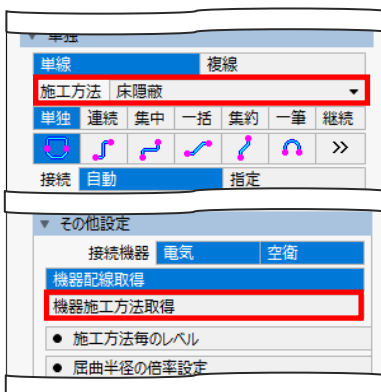 ▼ 単独
単線 複線
施工方法 床隠蔽
単独 連続 集中 一括 集約 一筆 継続
>>
接続 自動 指定
▼ その他設定
接続機器 電気 空衛
機器配線取得
機器施工方法取得
● 施工方法毎のレベル
● 屈曲半径の倍率設定